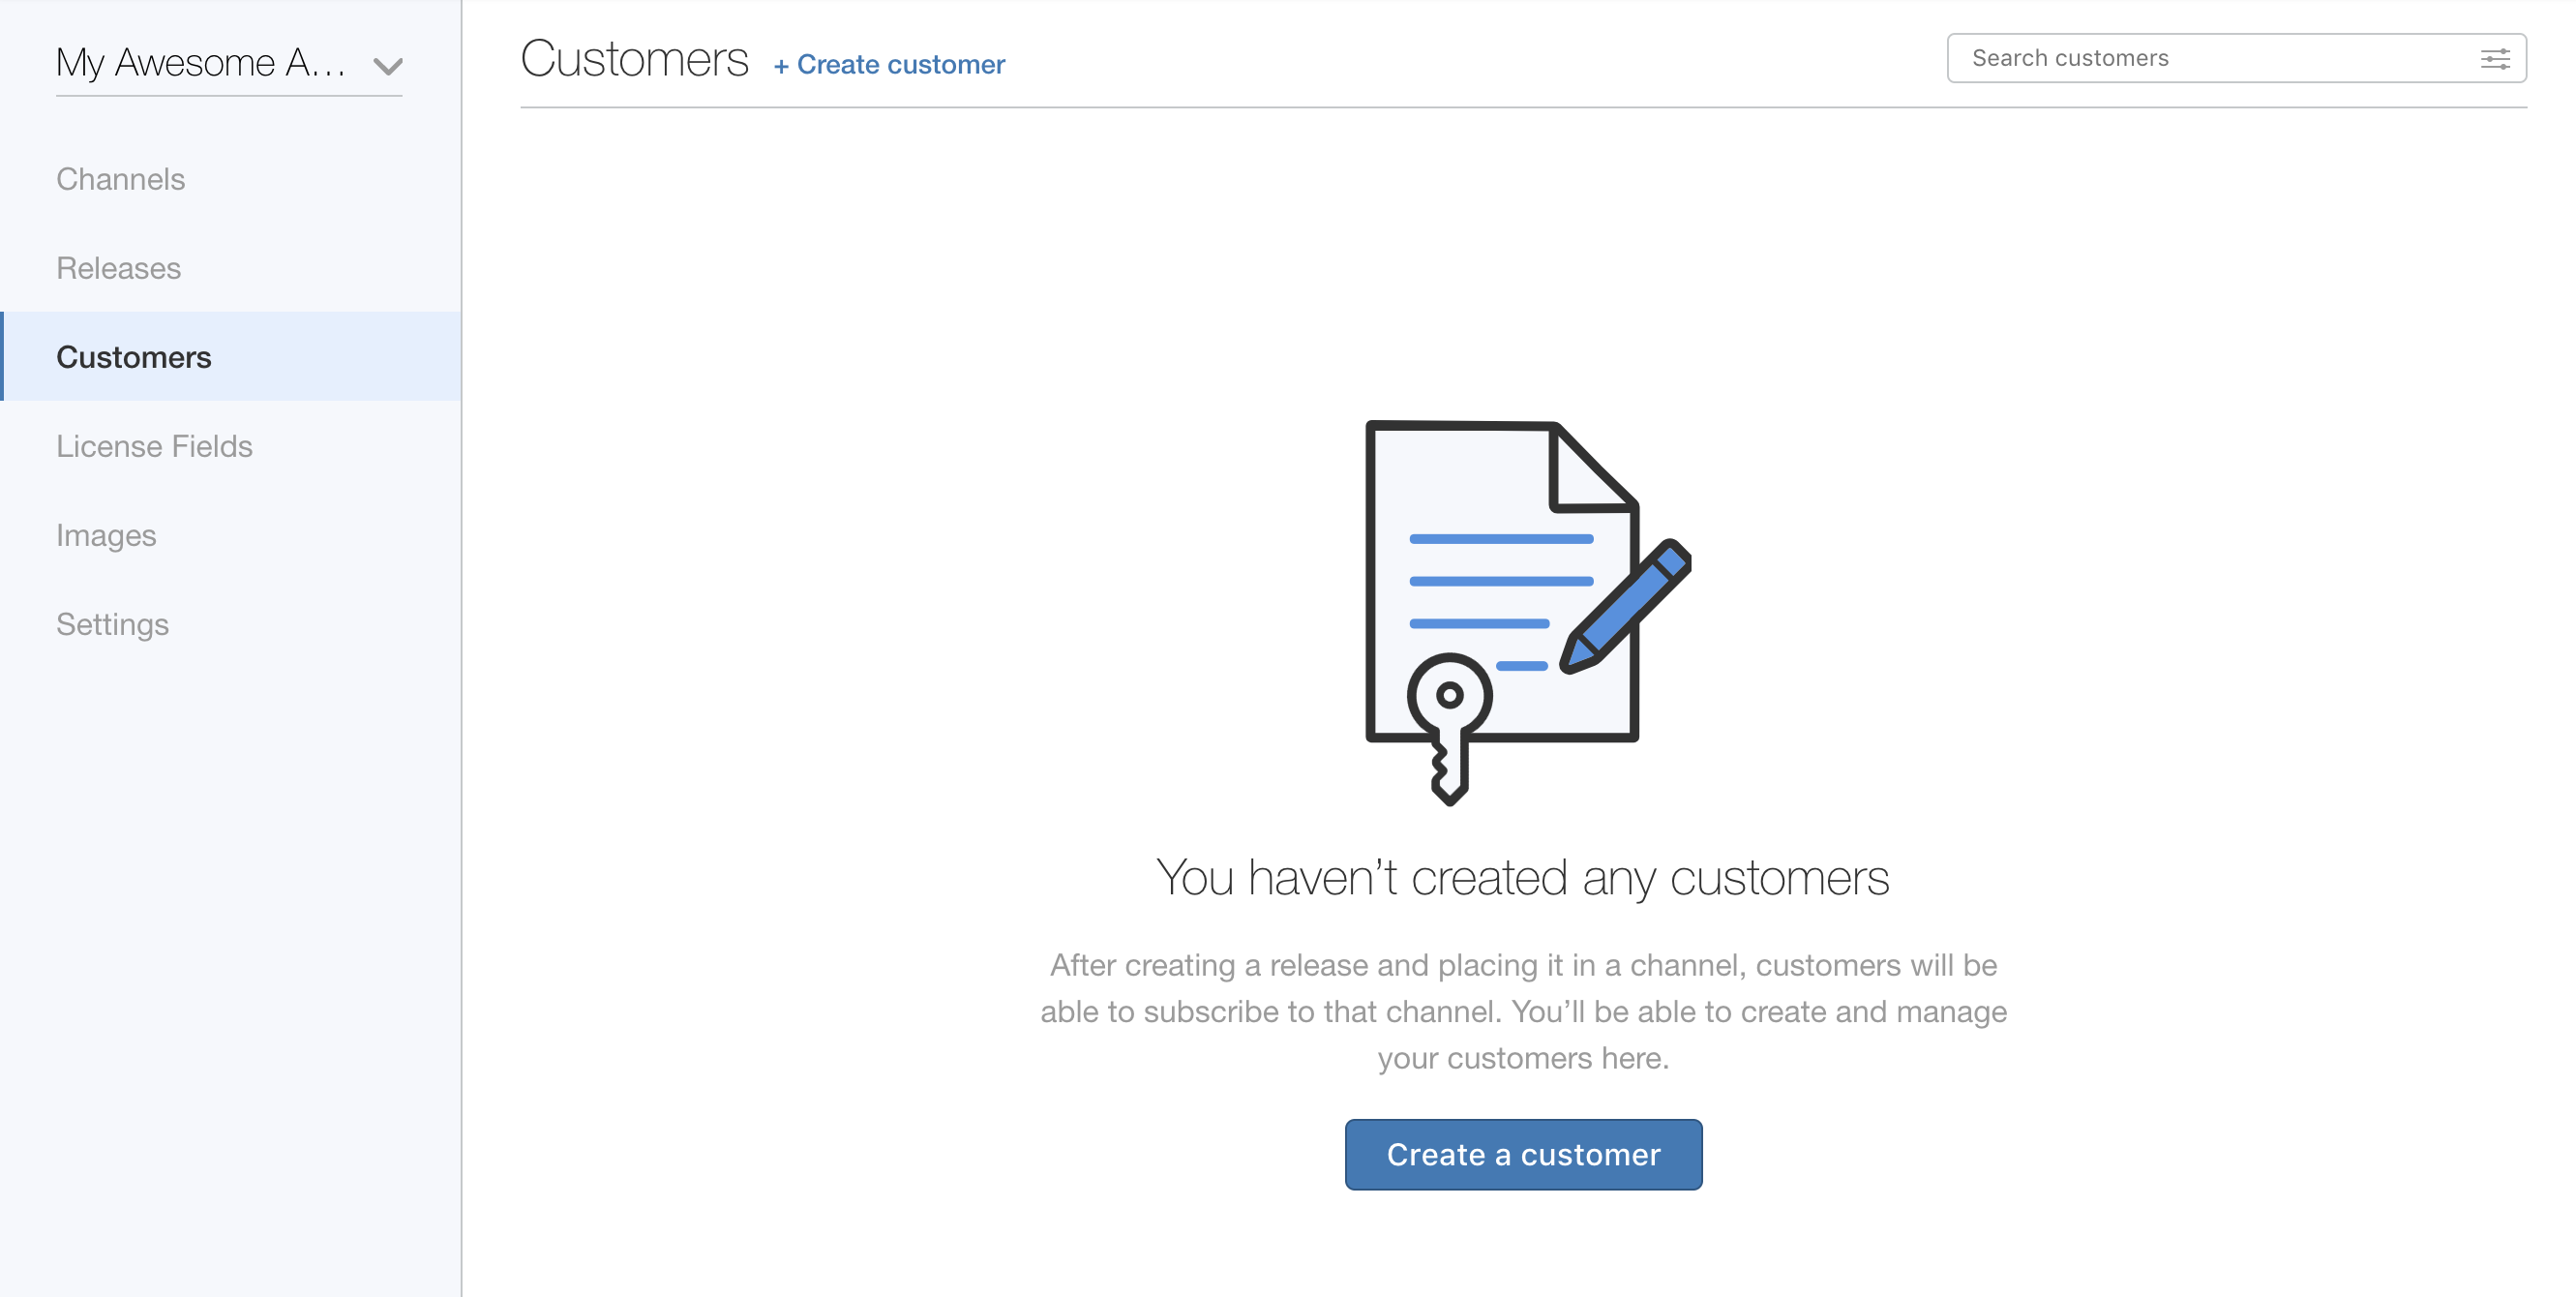 My Awesome A...
Channels
Releases
Customers
License Fields
Images
Settings
Customers
+ Create customer
Search customers
You haven’t created any customers
After creating a release and placing it in a channel, customers will be
able to subscribe to that channel. You’ll be able to create and manage
your customers here.
Create a customer